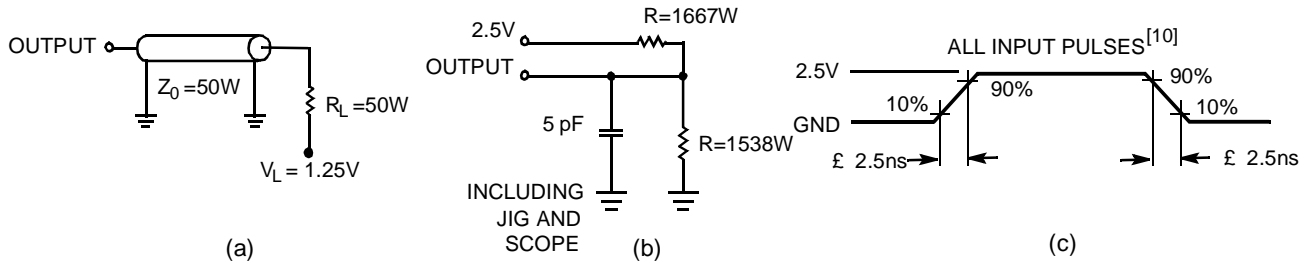 OUTPUT
Z0 =50W
RL =50W
VL = 1.25V
(a)
R=1667W
2.5V
OUTPUT
5 pF
R=1538W
INCLUDING
JIG AND
SCOPE
(b)
ALL INPUT PULSES[10]
2.5V
90%
90%
10%
10%
GND
£ 2.5ns
£ 2.5ns
(c)